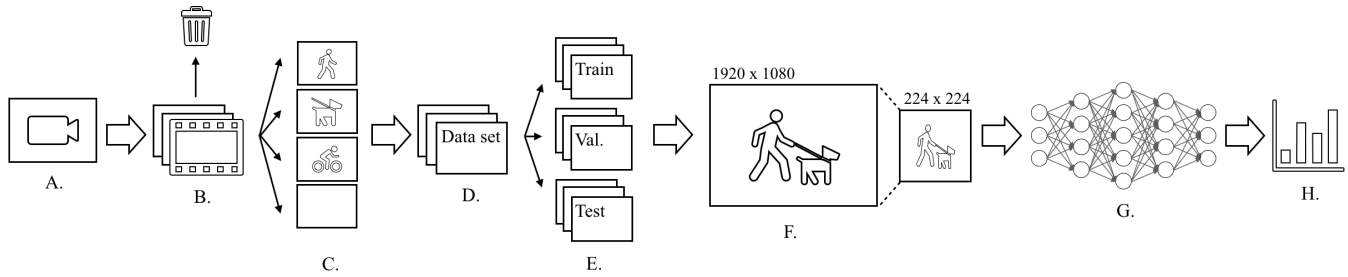 A.
B.
C.
Data set
D.
Train
Val.
Test
E.
1920 x 1080
F.
224 x 224
G.
H.